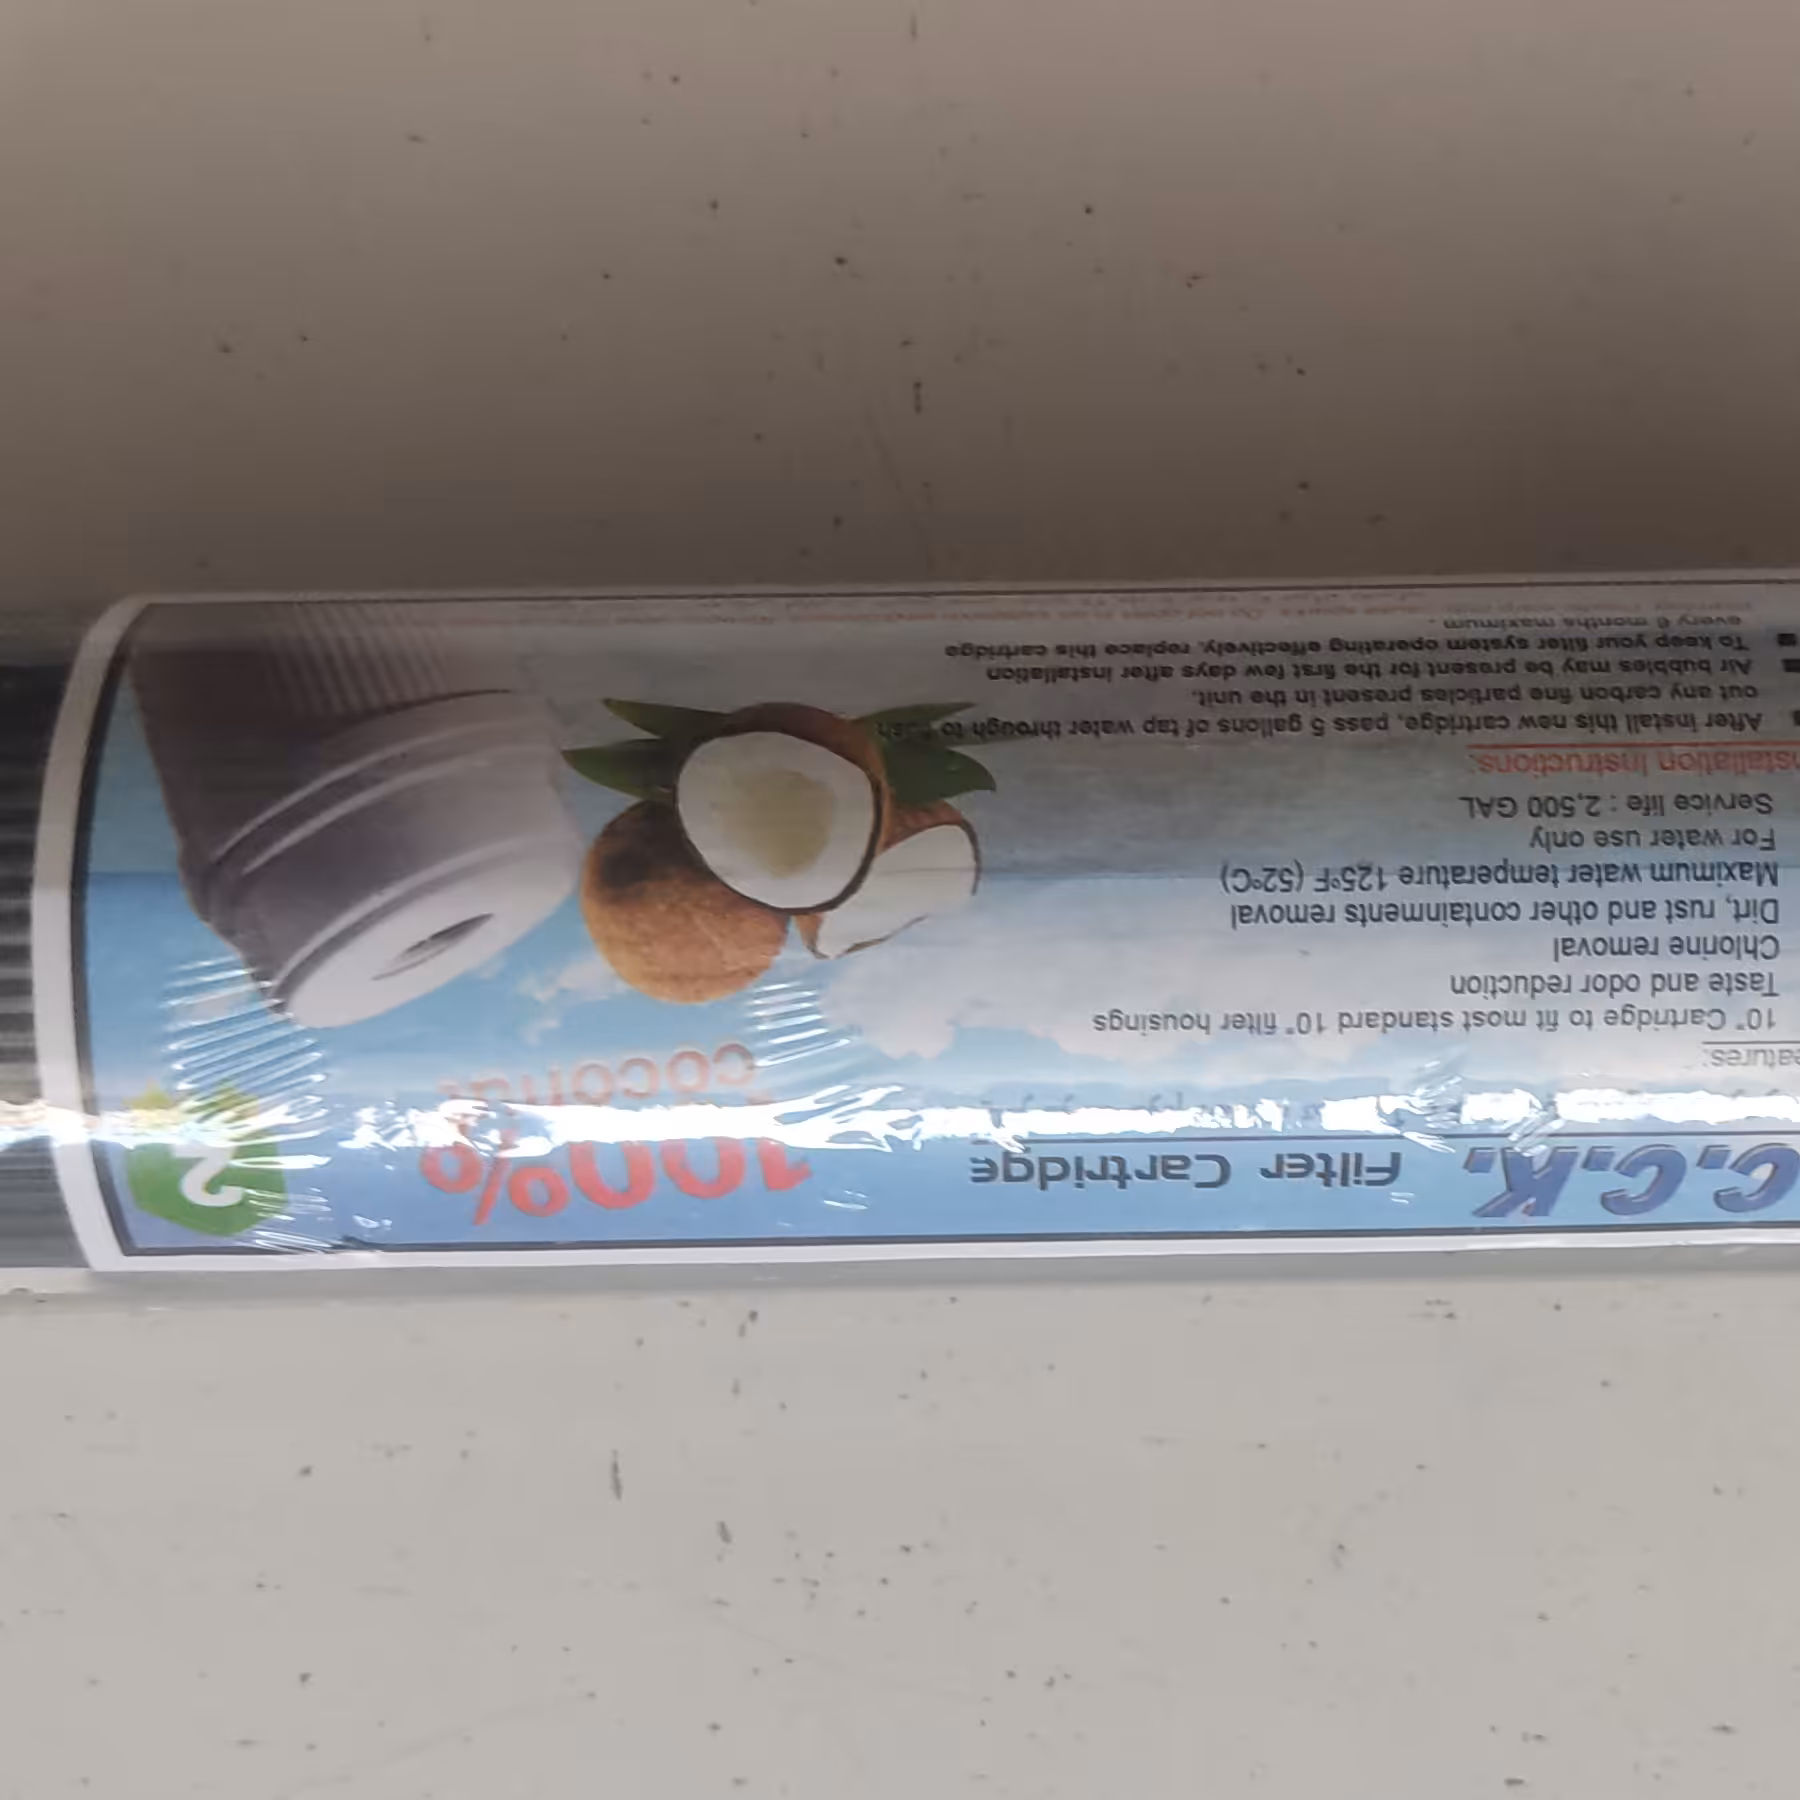 C.C.K. Filter Cartridge
100%
coconut
2
eatures:
10" Cartridge to fit most standard 10" filter housings
Taste and odor reduction
Chlorine removal
Dirt, rust and other containments removal
Maximum water temperature 125°F (52°C)
For water use only
Service life : 2,500 GAL
nstallation Instructions:
After install this new cartridge, pass 5 gallons of tap water through to
out any carbon fine particles present in the unit.
Air bubbles may be present for the first few days after installation
To keep your filter system operating effectively, replace this cartridge
every 6 months maximum.